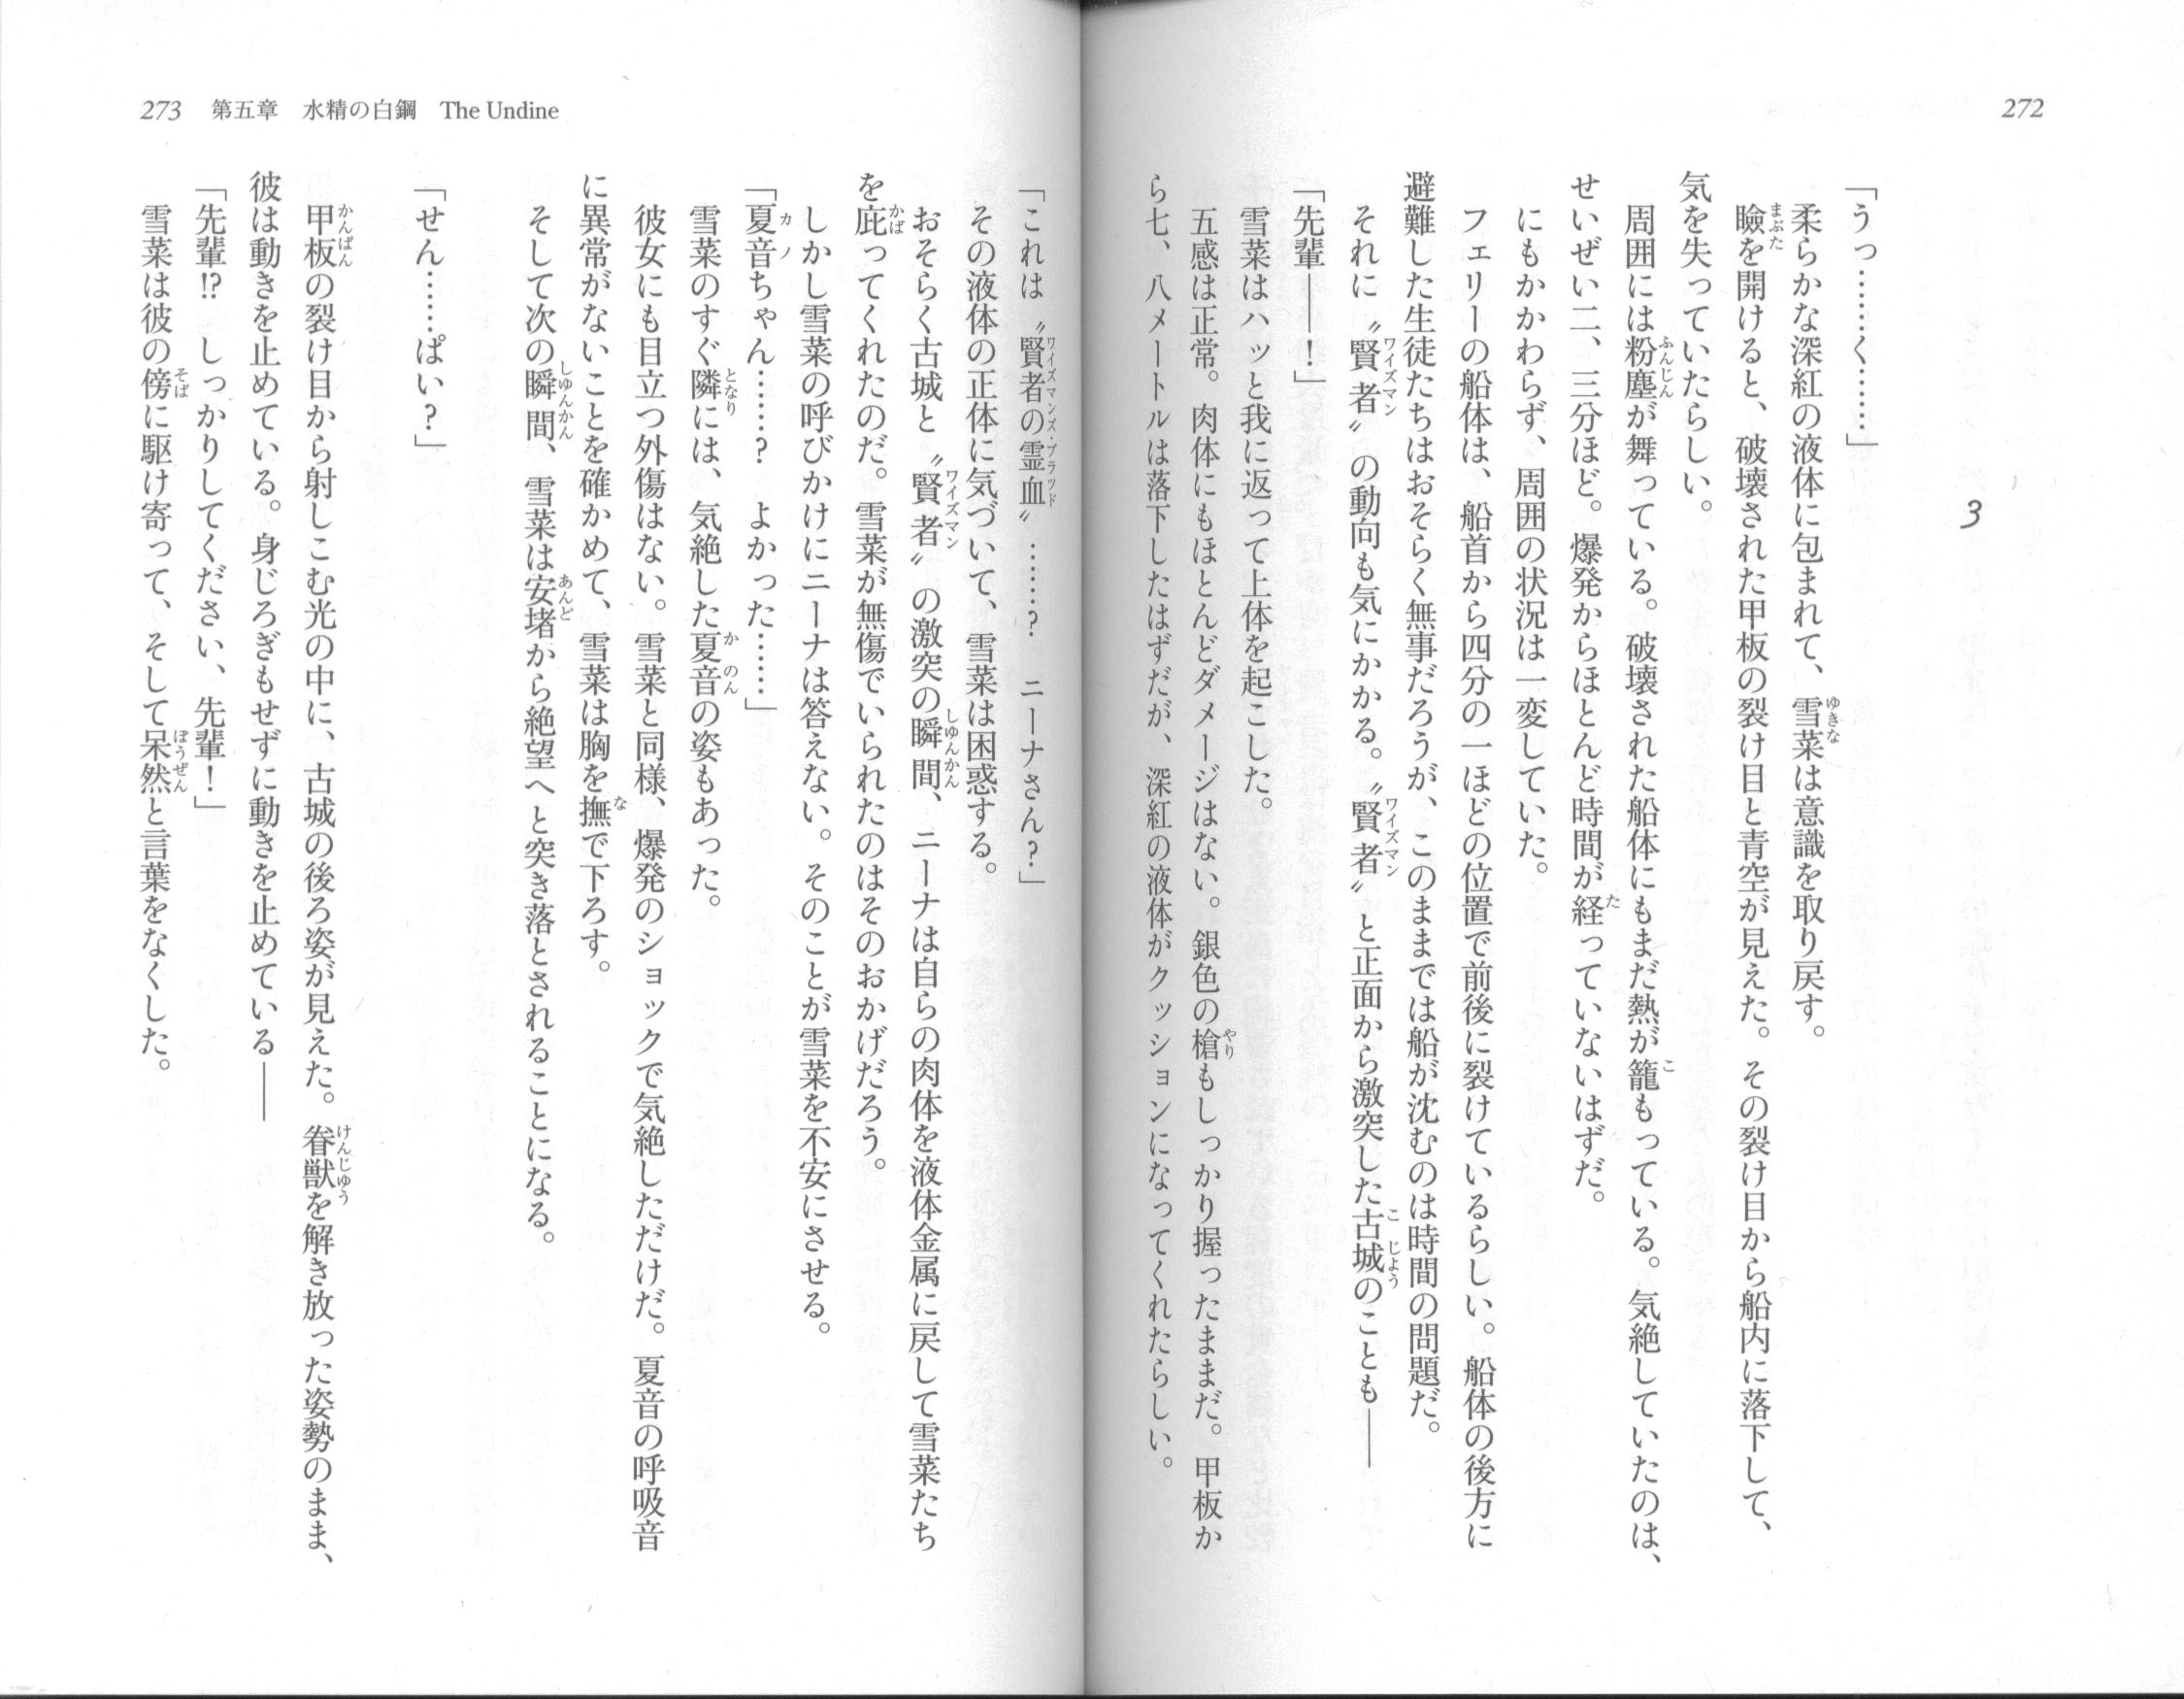 272
3
「うっ……く……」
柔らかな深紅の液体に包まれて、雪菜は意識を取り戻す。
瞼を開けると、破壊された甲板の裂け目と青空が見えた。その裂け目から船内に落下して、
気を失っていたらしい。
周囲には粉塵が舞っている。破壊された船体にもまだ熱が籠もっている。気絶していたのは、
せいぜい二、三分ほど。爆発からほとんど時間が経っていないはずだ。
にもかかわらず、周囲の状況は一変していた。
フェリーの船体は、船首から四分の一ほどの位置で前後に裂けているらしい。船体の後方に
避難した生徒たちはおそらく無事だろうが、このままでは船が沈むのは時間の問題だ。
それに〝賢者〟の動向も気にかかる。〝賢者〟と正面から激突した古城のことも――
「先輩――！」
雪菜はハッと我に返って上体を起こした。
五感は正常。肉体にもほとんどダメージはない。銀色の槍もしっかり握ったままだ。甲板か
ら七、八メートルは落下したはずだが、深紅の液体がクッションになってくれたらしい。
「これは〝賢者の霊血〟……？　ニーナさん？」
その液体の正体に気づいて、雪菜は困惑する。
おそらく古城と〝賢者〟の激突の瞬間、ニーナは自らの肉体を液体金属に戻して雪菜たち
を庇ってくれたのだ。雪菜が無傷でいられたのはそのおかげだろう。
しかし雪菜の呼びかけにニーナは答えない。そのことが雪菜を不安にさせる。
「夏音ちゃん……？　よかった……」
雪菜のすぐ隣には、気絶した夏音の姿もあった。
彼女にも目立つ外傷はない。雪菜と同様、爆発のショックで気絶しただけだ。夏音の呼吸音
に異常がないことを確かめて、雪菜は胸を撫で下ろす。
そして次の瞬間、雪菜は安堵から絶望へと突き落とされることになる。
「せん……ぱい？」
甲板の裂け目から射しこむ光の中に、古城の後ろ姿が見えた。眷獣を解き放った姿勢のまま、
彼は動きを止めている。身じろぎもせずに動きを止めている――
「先輩!?　しっかりしてください、先輩！」
雪菜は彼の傍に駆け寄って、そして呆然と言葉をなくした。
273　第五章　水精の白鋼　The Undine